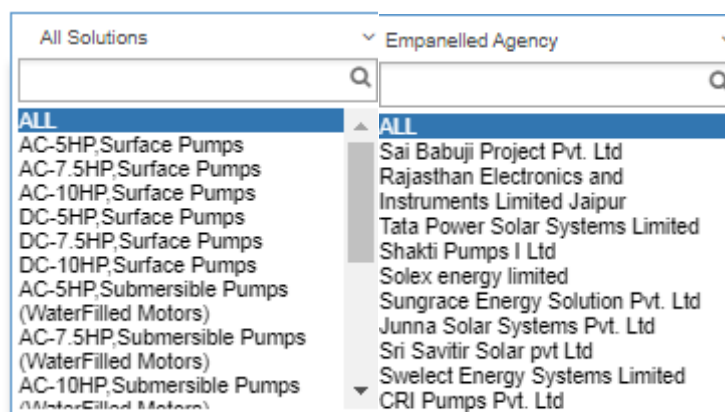 All Solutions
ALL
AC-5HP,Surface Pumps
AC-7.5HP,Surface Pumps
AC-10HP,Surface Pumps
DC-5HP,Surface Pumps
DC-7.5HP,Surface Pumps
DC-10HP,Surface Pumps
AC-5HP,Submersible Pumps
(WaterFilled Motors)
AC-7.5HP,Submersible Pumps
(WaterFilled Motors)
AC-10HP,Submersible Pumps
(WaterFilled Motors)
Empanelled Agency
ALL
Sai Babuji Project Pvt. Ltd
Rajasthan Electronics and
Instruments Limited Jaipur
Tata Power Solar Systems Limited
Shakti Pumps I Ltd
Solex energy limited
Sungrace Energy Solution Pvt. Ltd
Junna Solar Systems Pvt. Ltd
Sri Savitir Solar pvt Ltd
Swelect Energy Systems Limited
CRI Pumps Pvt. Ltd